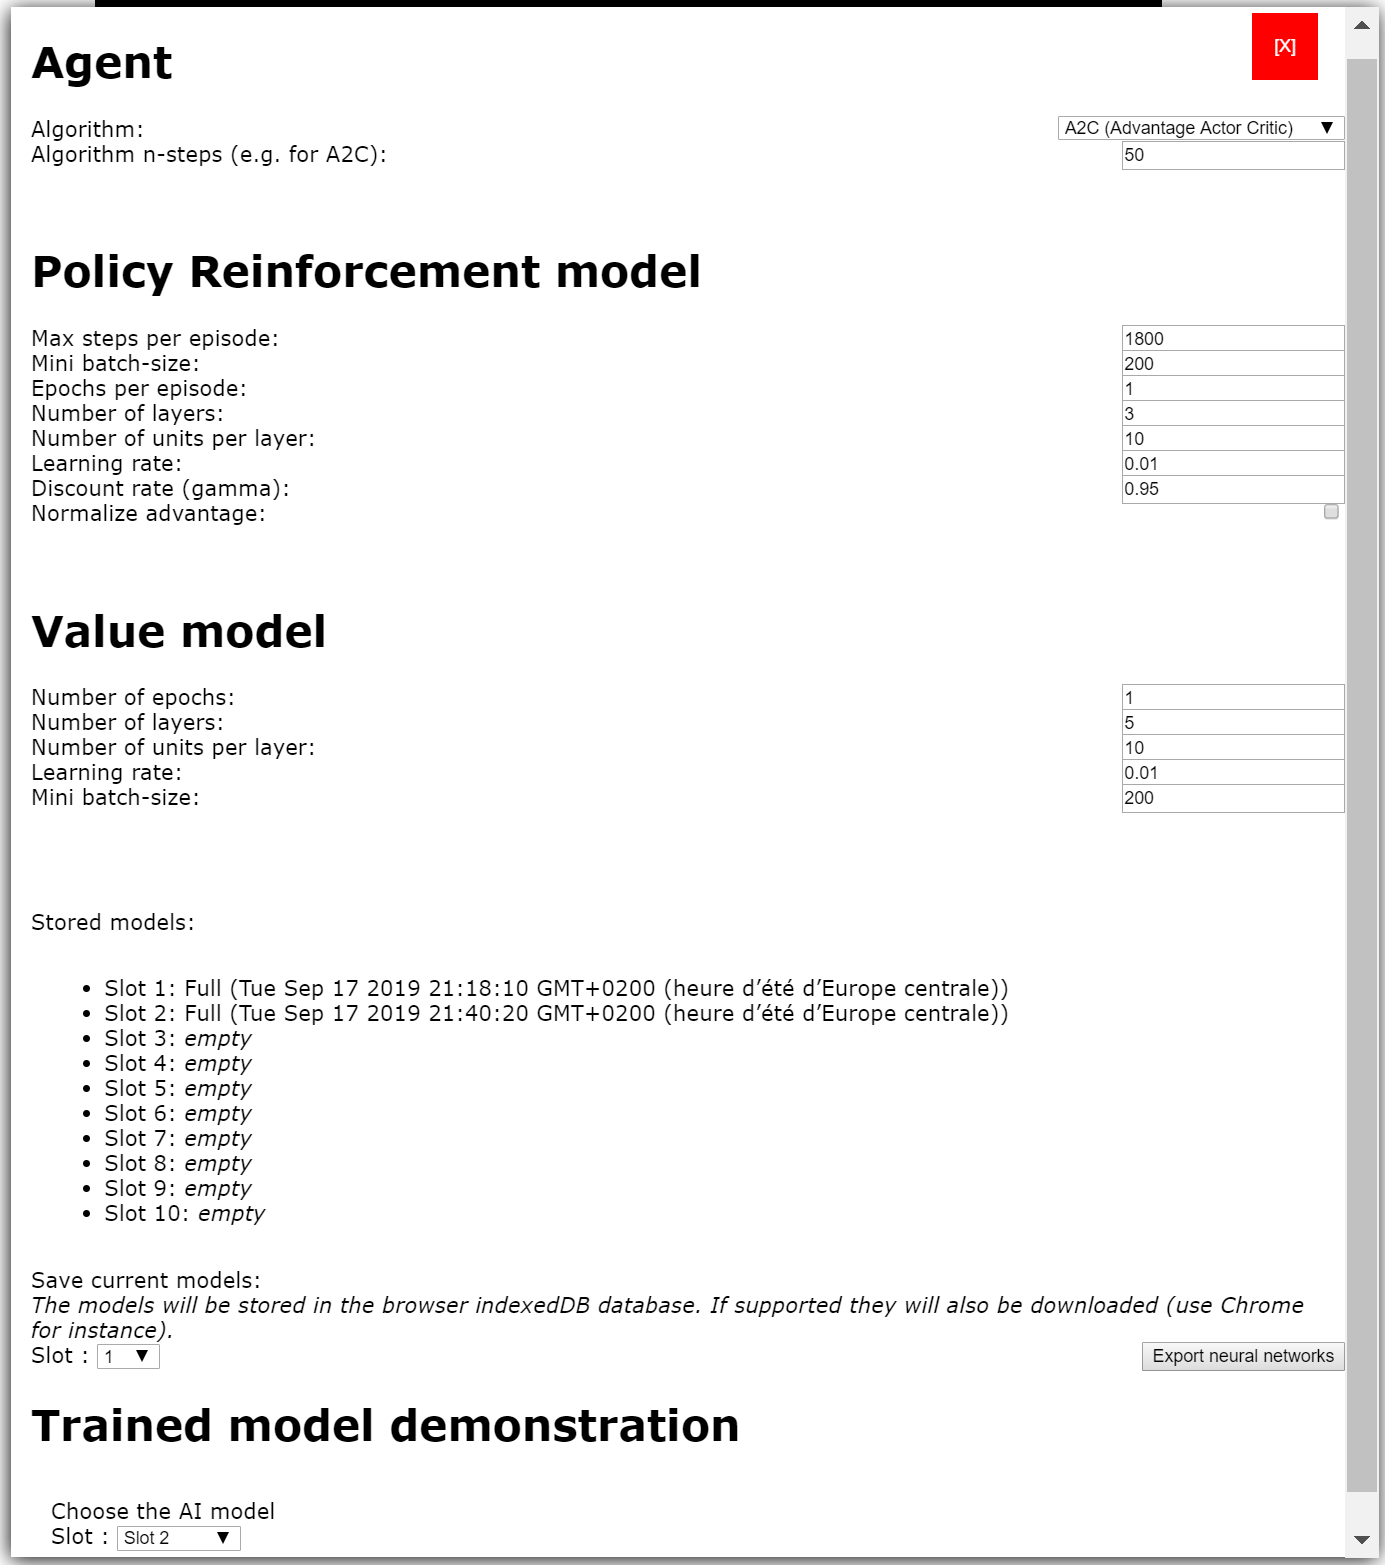 [X]
Agent
Algorithm: A2C (Advantage Actor Critic) ▼
Algorithm n-steps (e.g. for A2C): 50
Policy Reinforcement model
Max steps per episode: 1800
Mini batch-size: 200
Epochs per episode: 1
Number of layers: 3
Number of units per layer: 10
Learning rate: 0.01
Discount rate (gamma): 0.95
Normalize advantage:
Value model
Number of epochs: 1
Number of layers: 5
Number of units per layer: 10
Learning rate: 0.01
Mini batch-size: 200
Stored models:
• Slot 1: Full (Tue Sep 17 2019 21:18:10 GMT+0200 (heure d’été d’Europe centrale))
• Slot 2: Full (Tue Sep 17 2019 21:40:20 GMT+0200 (heure d’été d’Europe centrale))
• Slot 3: empty
• Slot 4: empty
• Slot 5: empty
• Slot 6: empty
• Slot 7: empty
• Slot 8: empty
• Slot 9: empty
• Slot 10: empty
Save current models:
The models will be stored in the browser indexedDB database. If supported they will also be downloaded (use Chrome
for instance).
Slot : 1 ▼ Export neural networks
Trained model demonstration
Choose the AI model
Slot : Slot 2 ▼